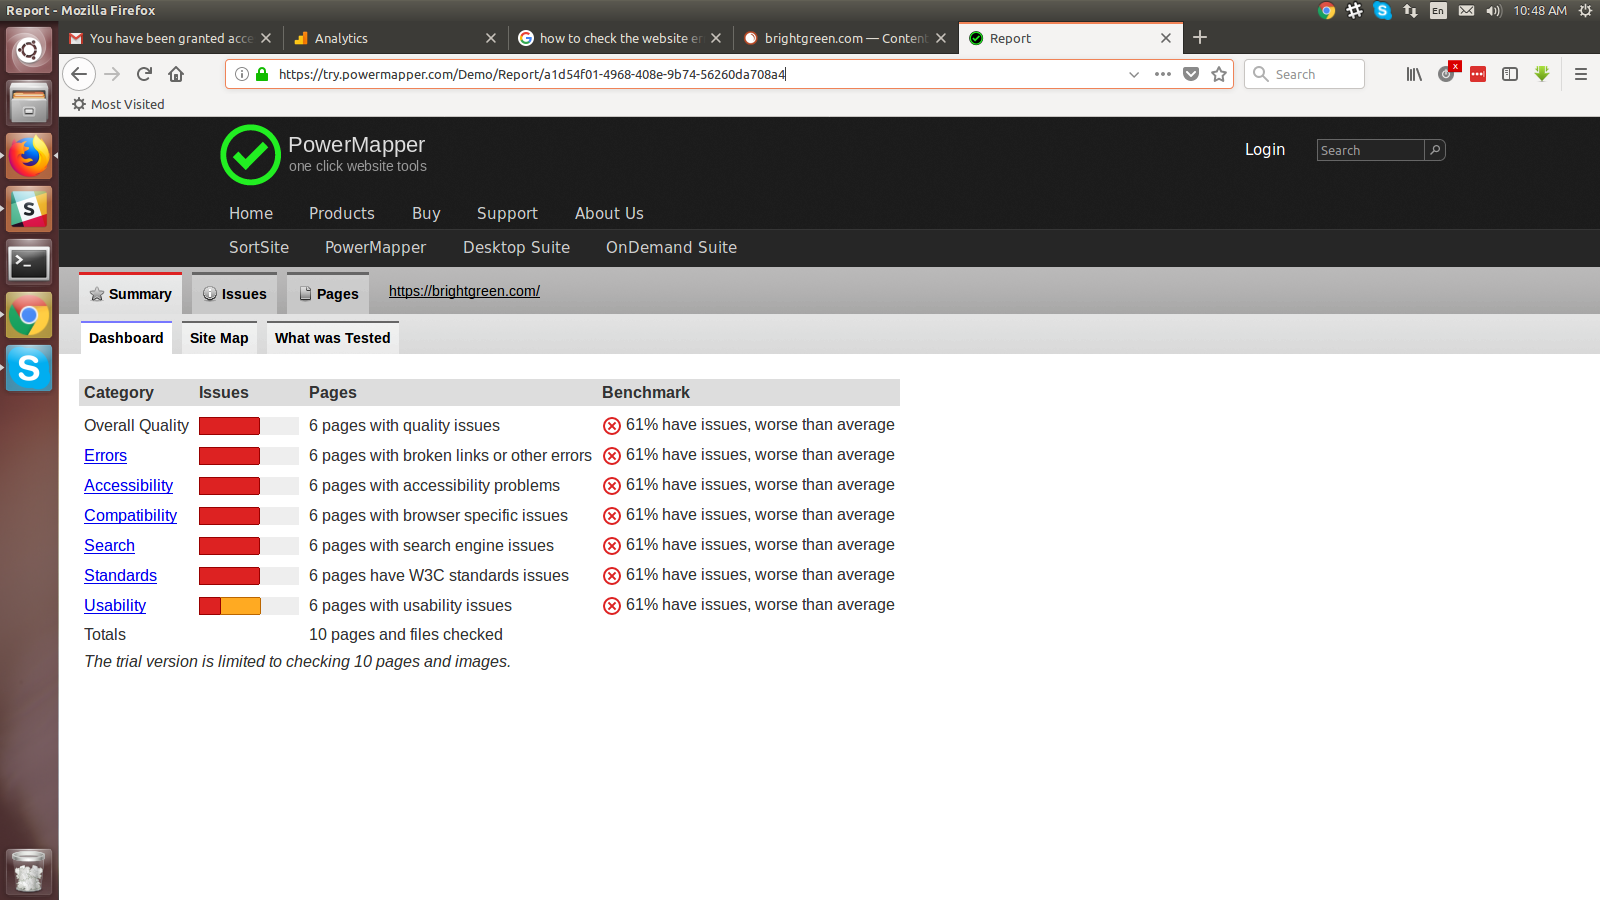 Report - Mozilla Firefox
En
10:48 AM
You have been granted acce
Analytics
how to check the website er
brightgreen.com — Content
Report
https://try.powermapper.com/Demo/Report/a1d54f01-4968-408e-9b74-56260da708a4
Search
x
Most Visited
PowerMapper
one click website tools
Login
Search
Home Products Buy Support About Us
SortSite PowerMapper Desktop Suite OnDemand Suite
Summary Issues Pages https://brightgreen.com/
Dashboard Site Map What was Tested
Category Issues Pages Benchmark
Overall Quality 6 pages with quality issues 61% have issues, worse than average
Errors 6 pages with broken links or other errors 61% have issues, worse than average
Accessibility 6 pages with accessibility problems 61% have issues, worse than average
Compatibility 6 pages with browser specific issues 61% have issues, worse than average
Search 6 pages with search engine issues 61% have issues, worse than average
Standards 6 pages have W3C standards issues 61% have issues, worse than average
Usability 6 pages with usability issues 61% have issues, worse than average
Totals 10 pages and files checked
The trial version is limited to checking 10 pages and images.